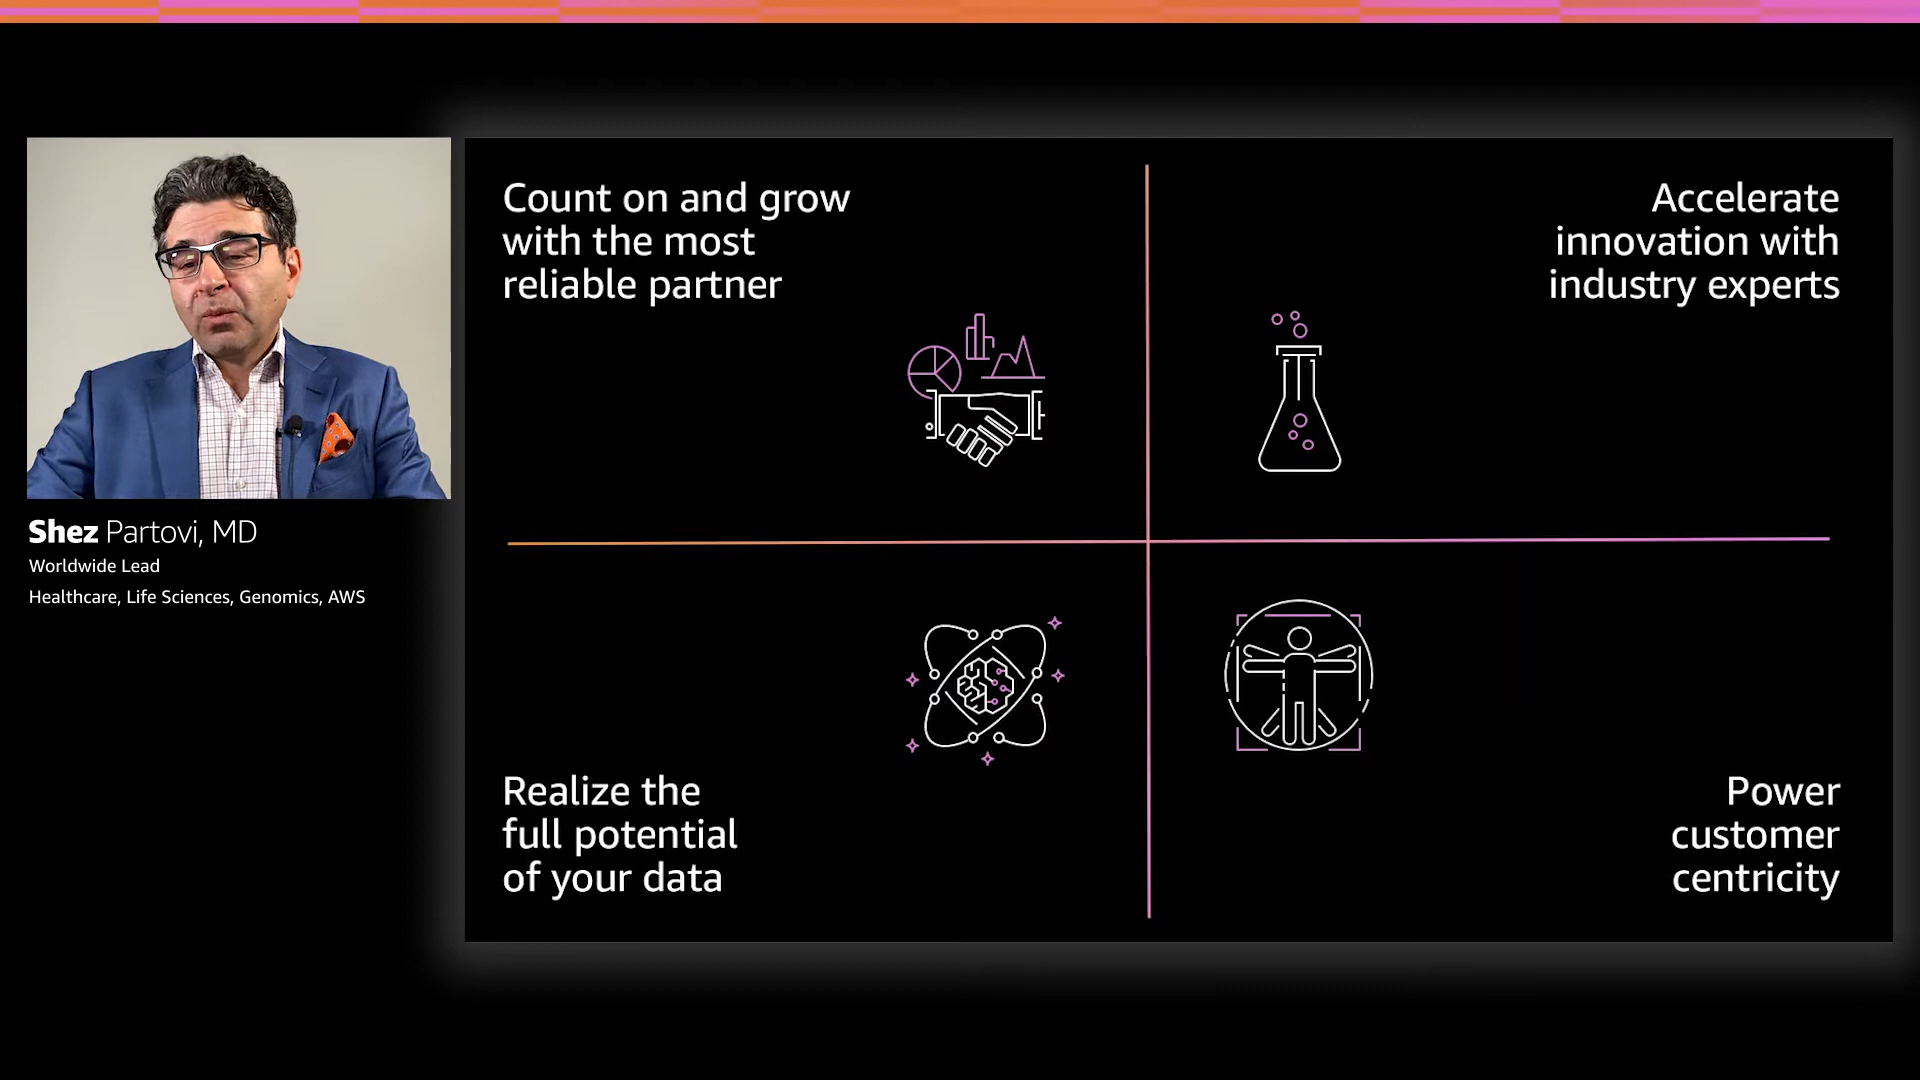 Shez Partovi, MD
Worldwide Lead
Healthcare, Life Sciences, Genomics, AWS
Count on and grow
with the most
reliable partner
Accelerate
innovation with
industry experts
Realize the
full potential
of your data
Power
customer
centricity